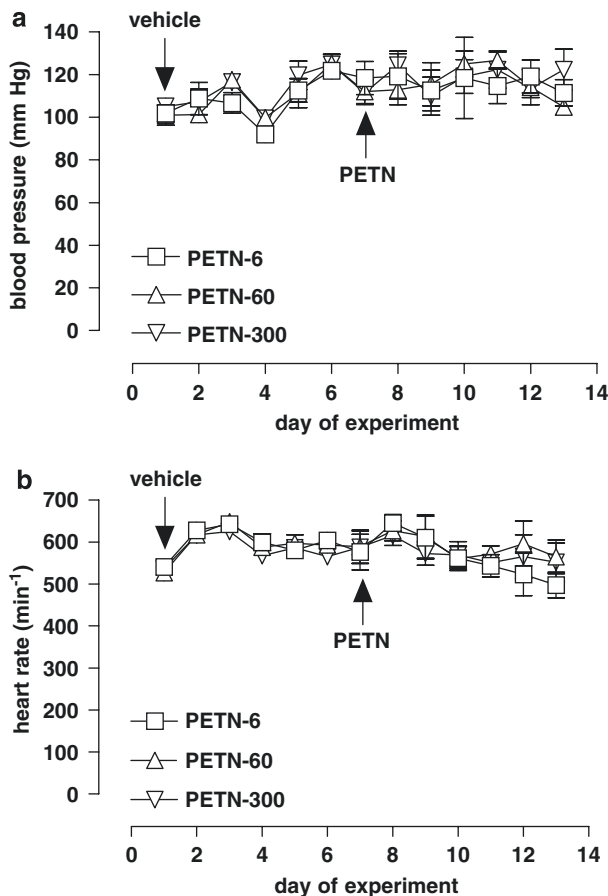 a
vehicle
140
120
100
80
60
40
20
0
blood pressure (mm Hg)
PETN
PETN-6
PETN-60
PETN-300
0 2 4 6 8 10 12 14
day of experiment
b
vehicle
700
600
500
400
300
200
100
0
heart rate (min⁻¹)
PETN
PETN-6
PETN-60
PETN-300
0 2 4 6 8 10 12 14
day of experiment